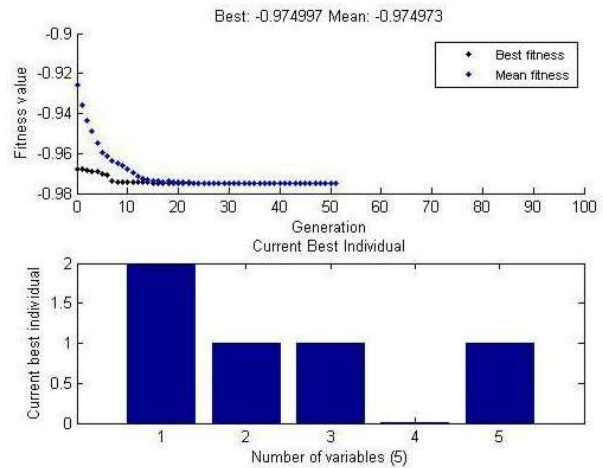 Best: -0.974997 Mean: -0.974973
-0.9
-0.92
-0.94
-0.96
-0.98
Fitness value
Best fitness
Mean fitness
0 10 20 30 40 50 60 70 80 90 100
Generation
Current Best Individual
2
1.5
1
0.5
0
Current best individual
1 2 3 4 5
Number of variables (5)